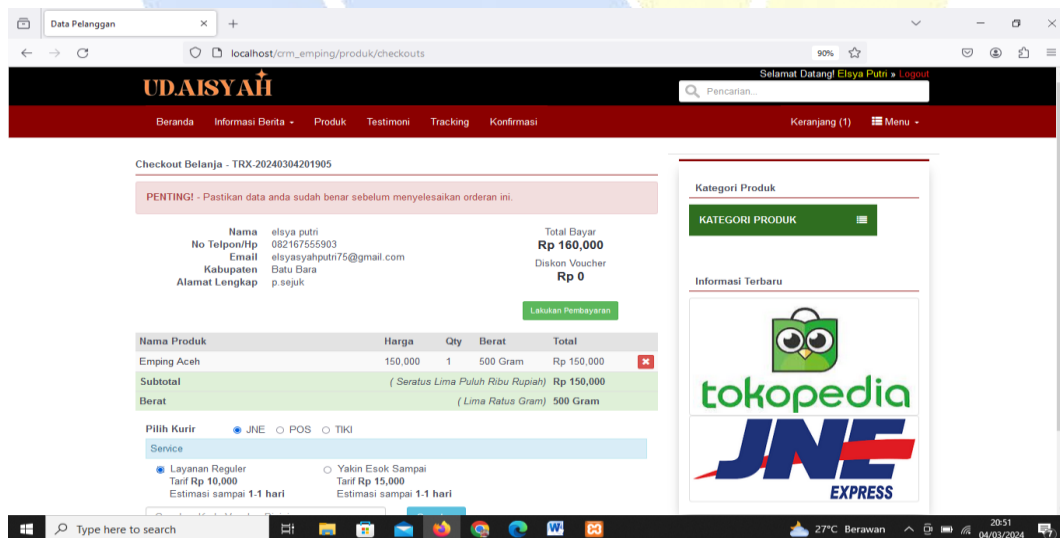 Data Pelanggan
localhost/crm_emping/produk/checkouts
90%
Selamat Datang! Elsya Putri » Logout
UDAISYAH
Pencarian...
Beranda Informasi Berita Produk Testimoni Tracking Konfirmasi Keranjang (1) Menu
Checkout Belanja - TRX-20240304201905
PENTING! - Pastikan data anda sudah benar sebelum menyelesaikan orderan ini.
Nama elsya putri
No Telpon/Hp 082167555903
Email elsyasyahputri75@gmail.com
Kabupaten Batu Bara
Alamat Lengkap p.sejuk
Total Bayar
Rp 160,000
Diskon Voucher
Rp 0
Lakukan Pembayaran
Nama Produk Harga Qty Berat Total
Emping Aceh 150,000 1 500 Gram Rp 150,000
Subtotal ( Seratus Lima Puluh Ribu Rupiah) Rp 150,000
Berat ( Lima Ratus Gram) 500 Gram
Pilih Kurir JNE POS TIKI
Service
Layanan Reguler
Tarif Rp 10,000
Estimasi sampai 1-1 hari
Yakin Esok Sampai
Tarif Rp 15,000
Estimasi sampai 1-1 hari
Kategori Produk
KATEGORI PRODUK
Informasi Terbaru
tokopedia
JNE
EXPRESS
Type here to search
27°C Berawan
20:51
04/03/2024